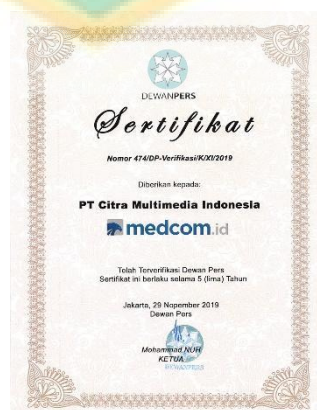 DEWANPERS
Sertifikat
Nomor 474/DP-Verifikasi/K/XI/2019
Diberikan kepada:
PT Citra Multimedia Indonesia
medcom.id
Telah Terverifikasi Dewan Pers
Sertifikat ini berlaku selama 5 (lima) Tahun
Jakarta, 29 Nopember 2019
Dewan Pers
Mohammad NUH
KETUA
DEWANPERS